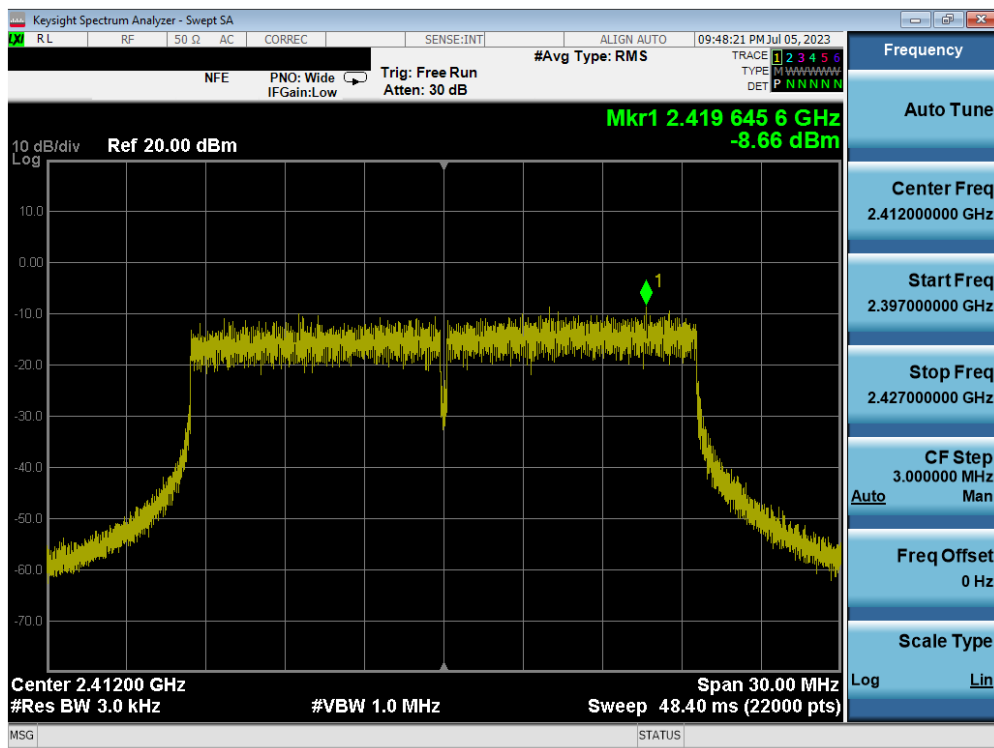 Keysight Spectrum Analyzer - Swept SA
LXI RL RF 50 Ω AC CORREC SENSE:INT ALIGN AUTO 09:48:21 PM Jul 05, 2023
NFE PNO: Wide Trig: Free Run #Avg Type: RMS TRACE 1 2 3 4 5 6
IFGain:Low Atten: 30 dB TYPE M W W W W W
DET P N N N N N
Mkr1 2.419 645 6 GHz
-8.66 dBm
10 dB/div Ref 20.00 dBm
Log
10.0
0.00
-10.0
-20.0
-30.0
-40.0
-50.0
-60.0
-70.0
1
Center 2.41200 GHz Span 30.00 MHz
#Res BW 3.0 kHz #VBW 1.0 MHz Sweep 48.40 ms (22000 pts)
MSG STATUS
Frequency
Auto Tune
Center Freq
2.412000000 GHz
Start Freq
2.397000000 GHz
Stop Freq
2.427000000 GHz
CF Step
3.000000 MHz
Auto Man
Freq Offset
0 Hz
Scale Type
Log Lin